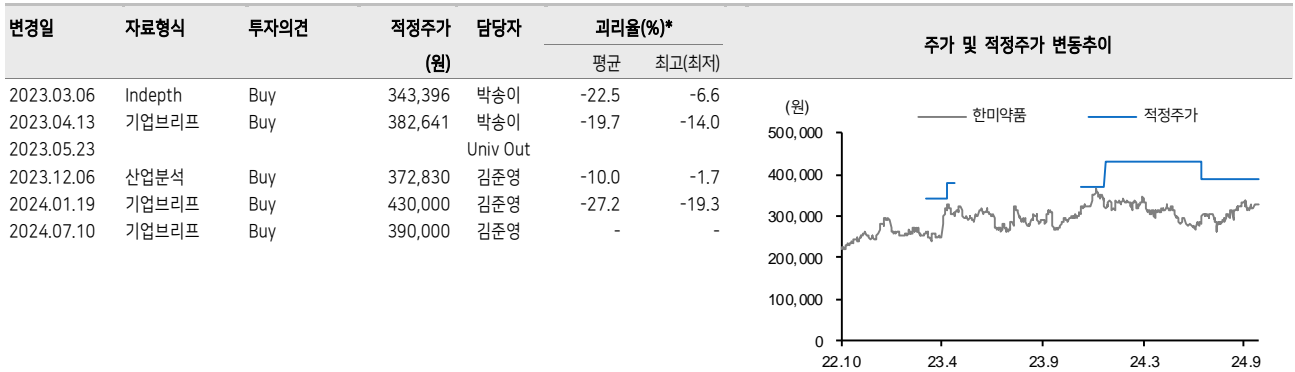 변경일 자료형식 투자의견 적정주가 담당자 괴리율(%)*
(원) 평균 최고(최저)
2023.03.06 Indepth Buy 343,396 박송이 -22.5 -6.6
2023.04.13 기업브리프 Buy 382,641 박송이 -19.7 -14.0
2023.05.23 Univ Out
2023.12.06 산업분석 Buy 372,830 김준영 -10.0 -1.7
2024.01.19 기업브리프 Buy 430,000 김준영 -27.2 -19.3
2024.07.10 기업브리프 Buy 390,000 김준영 - -
주가 및 적정주가 변동추이
(원) 한미약품 적정주가
500,000
400,000
300,000
200,000
100,000
0
22.10 23.4 23.9 24.3 24.9